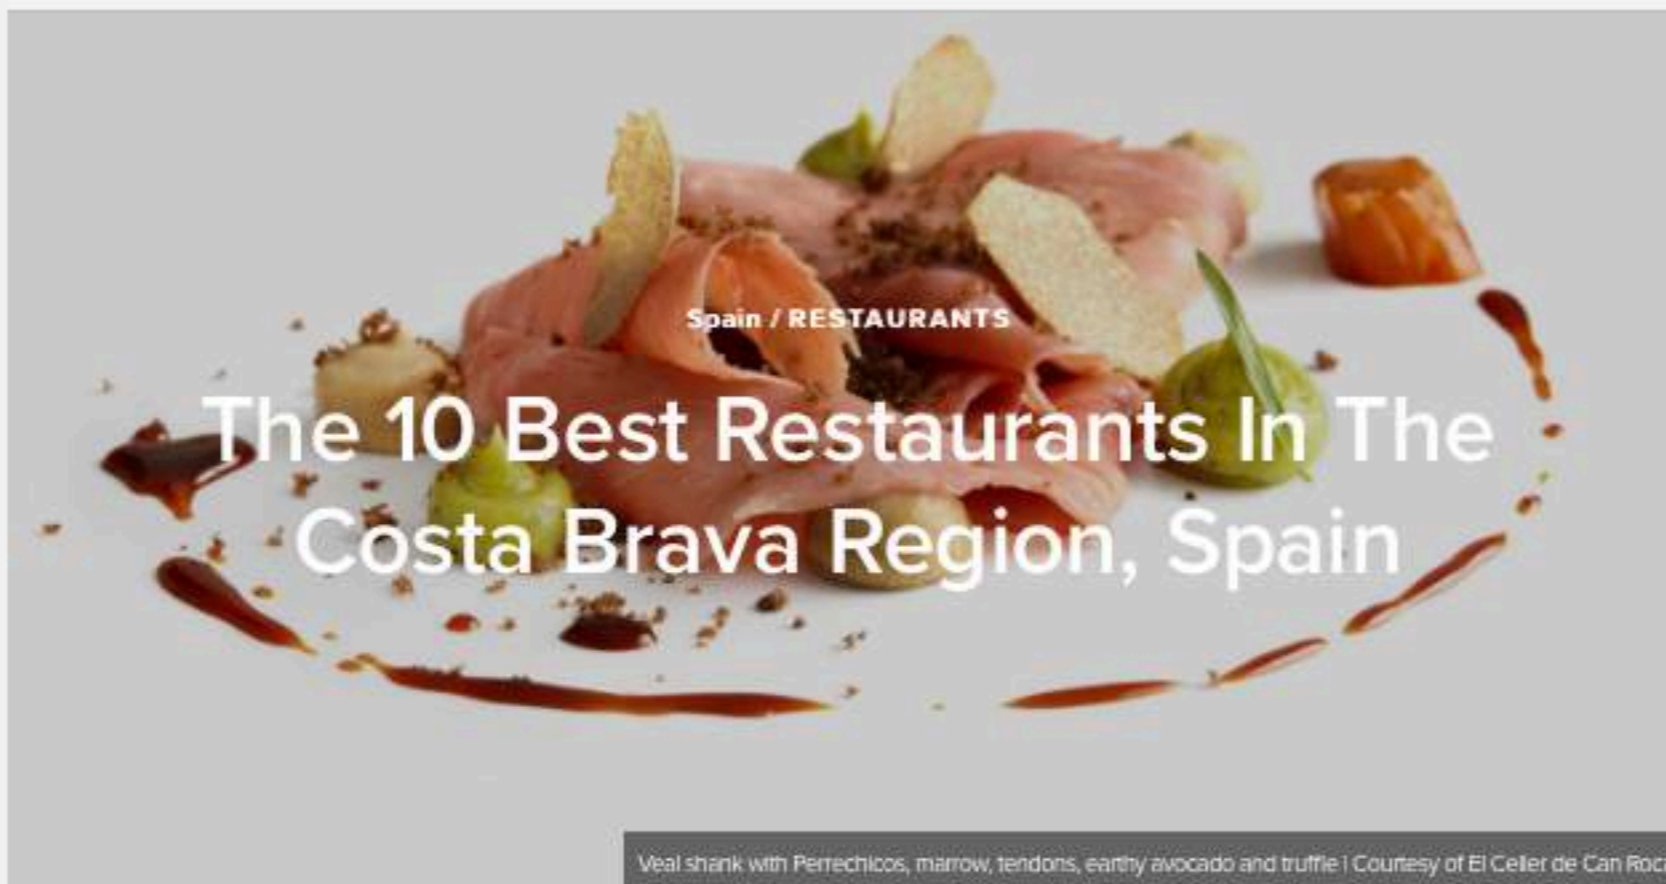 Spain / RESTAURANTS
The 10 Best Restaurants In The
Costa Brava Region, Spain
Veal shank with Perrechicos, marrow, tendons, earthy avocado and truffle | Courtesy of El Celler de Can Roca